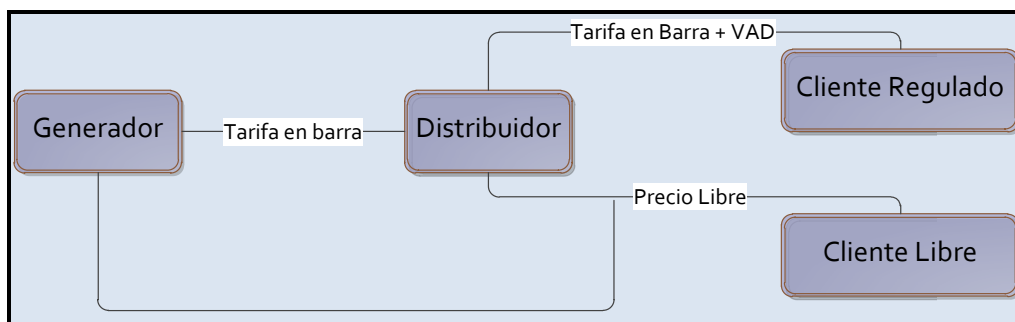 Tarifa en Barra + VAD
Cliente Regulado
Generador
Tarifa en barra
Distribuidor
Precio Libre
Cliente Libre